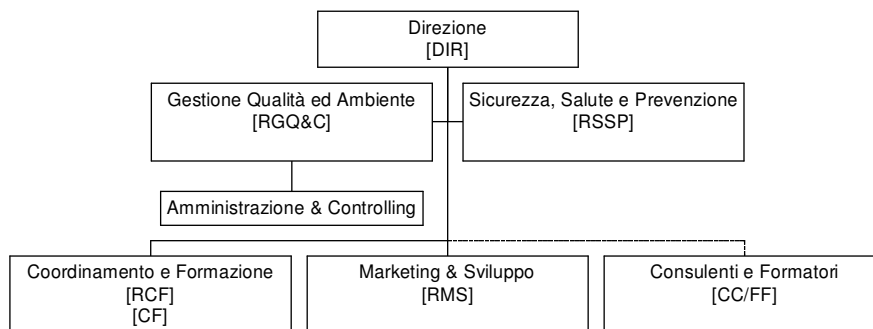 Direzione
[DIR]
Gestione Qualità ed Ambiente
[RGQ&C]
Sicurezza, Salute e Prevenzione
[RSSP]
Amministrazione & Controlling
Coordinamento e Formazione
[RCF]
[CF]
Marketing & Sviluppo
[RMS]
Consulenti e Formatori
[CC/FF]